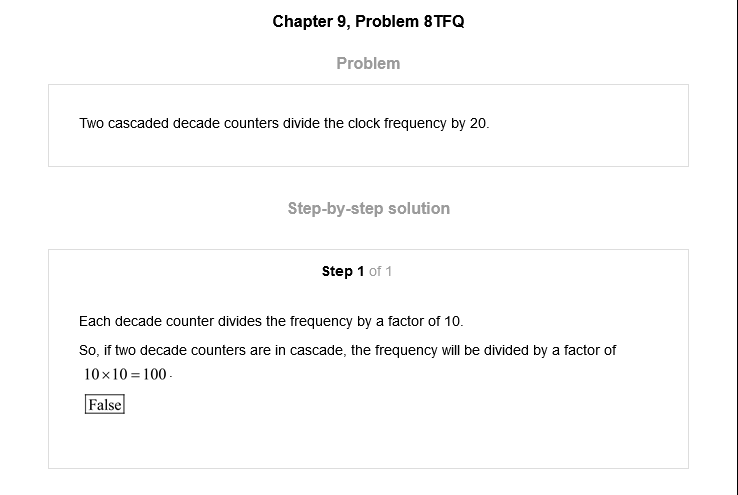 Chapter 9, Problem 8TFQ
Problem
Two cascaded decade counters divide the clock frequency by 20.
Step-by-step solution
Step 1 of 1
Each decade counter divides the frequency by a factor of 10.
So, if two decade counters are in cascade, the frequency will be divided by a factor of
10×10=100.
False